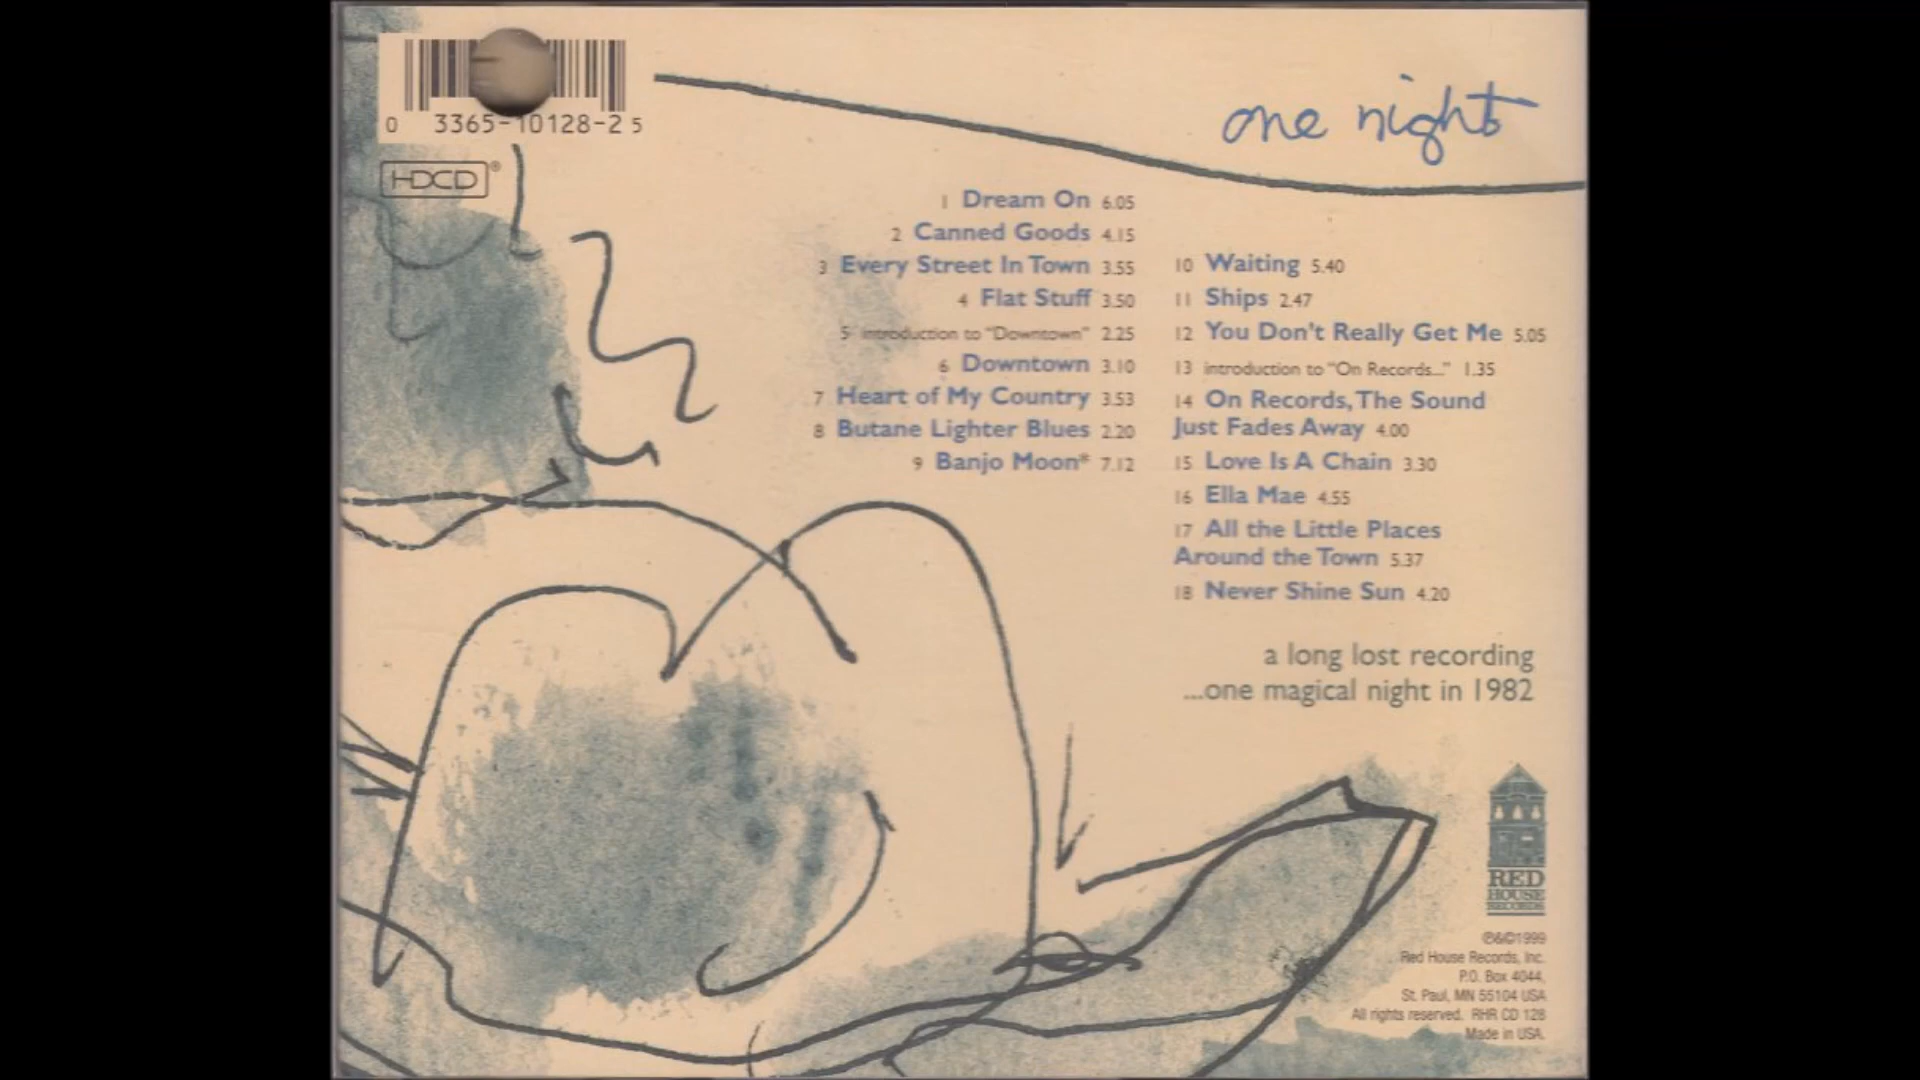 0 3365-10128-2 5
HDCD®
one night
1 Dream On 6.05
2 Canned Goods 4.15
3 Every Street In Town 3.55
4 Flat Stuff 3.50
5 introduction to "Downtown" 2.25
6 Downtown 3.10
7 Heart of My Country 3.53
8 Butane Lighter Blues 2.20
9 Banjo Moon* 7.12
10 Waiting 5.40
11 Ships 2.47
12 You Don't Really Get Me 5.05
13 introduction to "On Records..." 1.35
14 On Records, The Sound
Just Fades Away 4.00
15 Love Is A Chain 3.30
16 Ella Mae 4.55
17 All the Little Places
Around the Town 5.37
18 Never Shine Sun 4.20
a long lost recording
...one magical night in 1982
RED
HOUSE
RECORDS
℗&©1999
Red House Records, Inc.
P.O. Box 4044,
St. Paul, MN 55104 USA
All rights reserved. RHR CD 128
Made in USA.